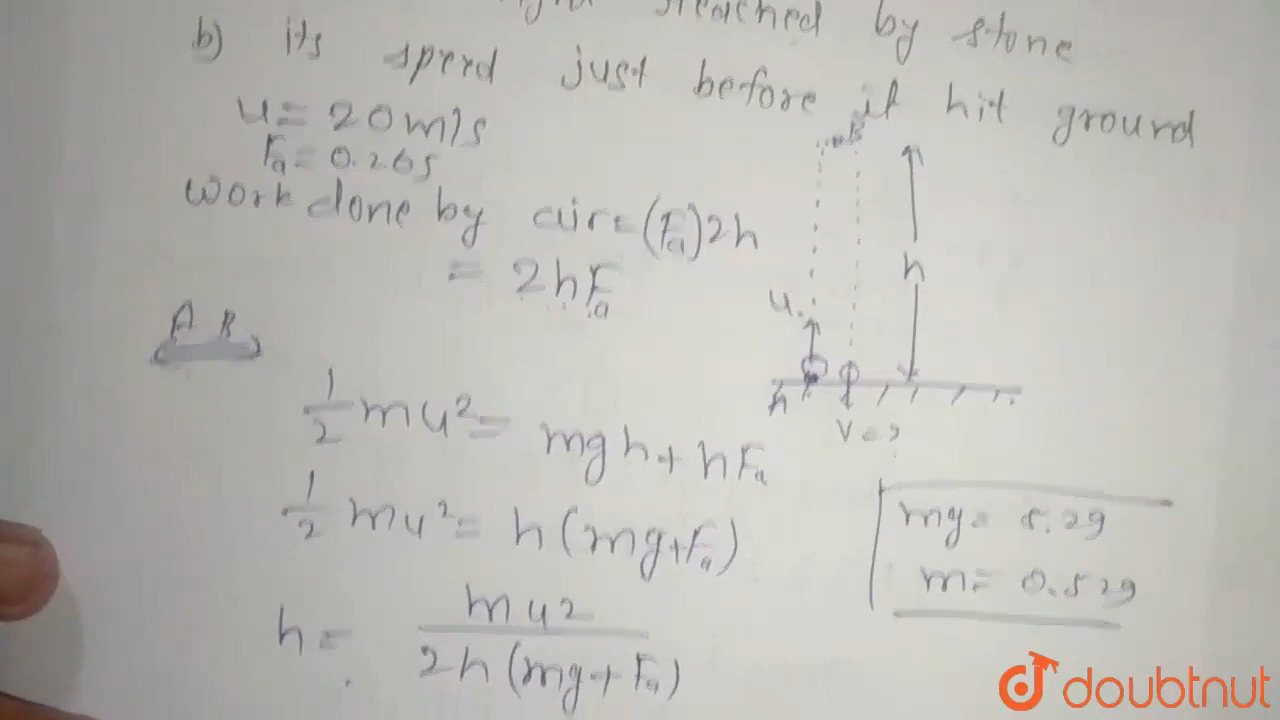 reached by stone
b) its speed just before it hit ground
u = 20 m/s
Fa = 0.265
work done by air = (Fa) 2h
= 2hFa
A B
h
u
v = ?
1/2 mu² = mgh + hFa
1/2 mu² = h(mg + Fa)
mg = 5.29
m = 0.529
h = mu2 / 2h(mg + Fa)
doubtnut